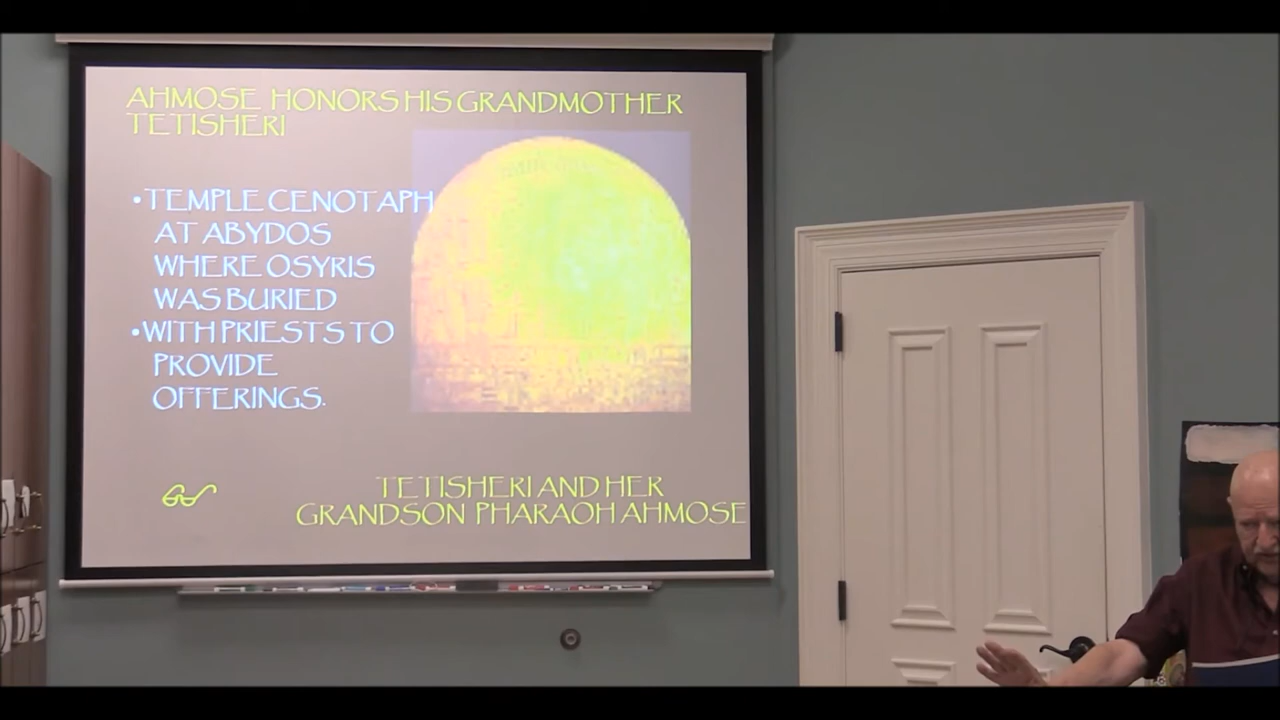 AHMOSE HONORS HIS GRANDMOTHER
TETISHERI
•TEMPLE CENOTAPH
AT ABYDOS
WHERE OSYRIS
WAS BURIED
•WITH PRIESTS TO
PROVIDE
OFFERINGS.
TETISHERI AND HER
GRANDSON PHARAOH AHMOSE